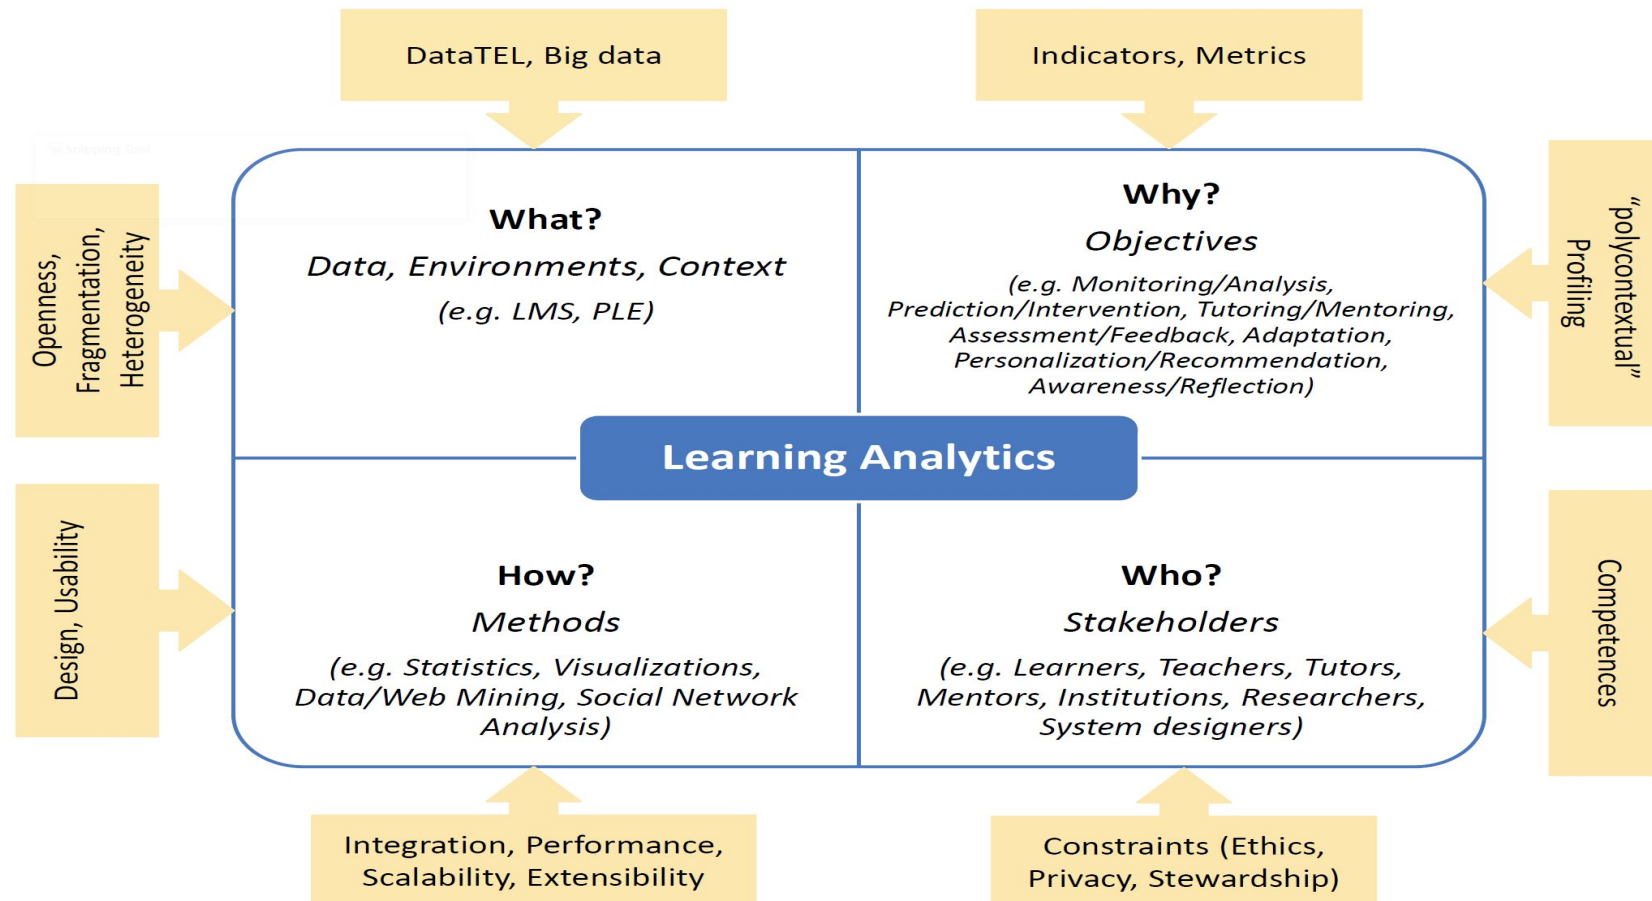 DataTEL, Big data
Indicators, Metrics
Snipping Tool
Openness,
Fragmentation,
Heterogeneity
What?
Data, Environments, Context
(e.g. LMS, PLE)
Why?
Objectives
(e.g. Monitoring/Analysis,
Prediction/Intervention, Tutoring/Mentoring,
Assessment/Feedback, Adaptation,
Personalization/Recommendation,
Awareness/Reflection)
“polycontextual”
Profiling
Learning Analytics
Design, Usability
How?
Methods
(e.g. Statistics, Visualizations,
Data/Web Mining, Social Network
Analysis)
Who?
Stakeholders
(e.g. Learners, Teachers, Tutors,
Mentors, Institutions, Researchers,
System designers)
Competences
Integration, Performance,
Scalability, Extensibility
Constraints (Ethics,
Privacy, Stewardship)